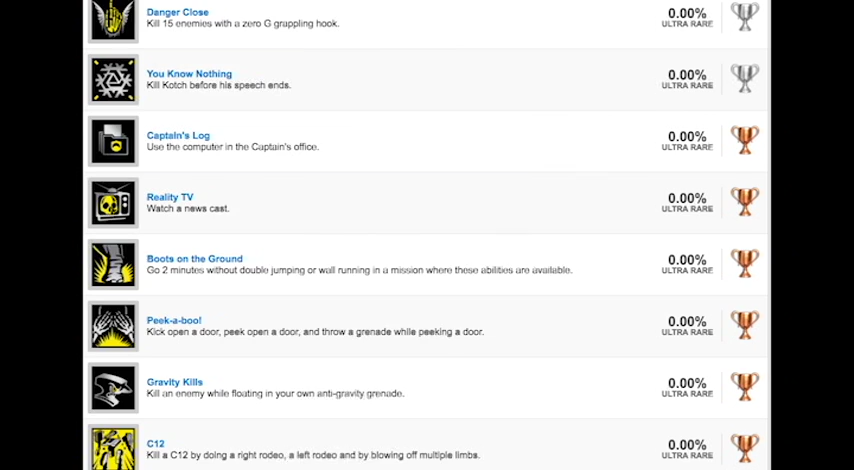 Danger Close
Kill 15 enemies with a zero G grappling hook.
0.00%
ULTRA RARE
You Know Nothing
Kill Kotch before his speech ends.
0.00%
ULTRA RARE
Captain's Log
Use the computer in the Captain's office.
0.00%
ULTRA RARE
Reality TV
Watch a news cast.
0.00%
ULTRA RARE
Boots on the Ground
Go 2 minutes without double jumping or wall running in a mission where these abilities are available.
0.00%
ULTRA RARE
Peek-a-boo!
Kick open a door, peek open a door, and throw a grenade while peeking a door.
0.00%
ULTRA RARE
Gravity Kills
Kill an enemy while floating in your own anti-gravity grenade.
0.00%
ULTRA RARE
C12
Kill a C12 by doing a right rodeo, a left rodeo and by blowing off multiple limbs.
0.00%
ULTRA RARE